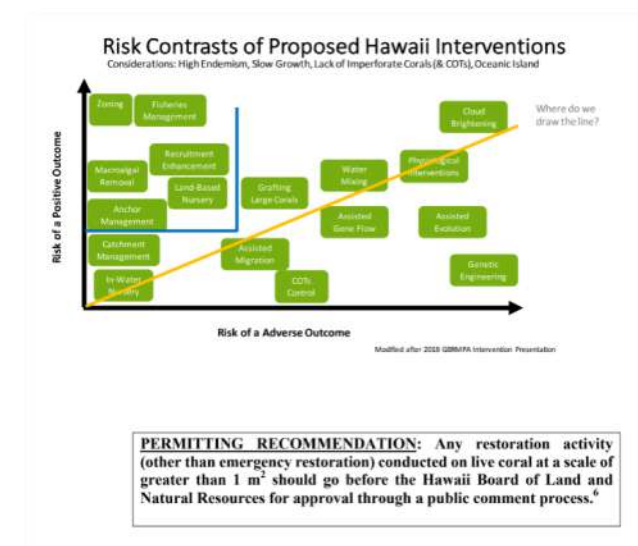 Risk Contrasts of Proposed Hawaii Interventions
Considerations: High Endemism, Slow Growth, Lack of Imperforate Corals (& COTs), Oceanic Island
Risk of a Positive Outcome
Zoning
Fisheries
Management
Cloud
Brightening
Where do we
draw the line?
Recruitment
Enhancement
Macroalgal
Removal
Land-Based
Nursery
Grafting
Large Corals
Water
Mixing
Physiological
Interventions
Anchor
Management
Assisted
Gene Flow
Assisted
Evolution
Catchment
Management
Assisted
Migration
Genetic
Engineering
In-Water
Nursery
COTs
Control
Risk of a Adverse Outcome
Modified after 2018 GBRMPA Intervention Presentation
PERMITTING RECOMMENDATION: Any restoration activity
(other than emergency restoration) conducted on live coral at a scale of
greater than 1 m² should go before the Hawaii Board of Land and
Natural Resources for approval through a public comment process.⁶